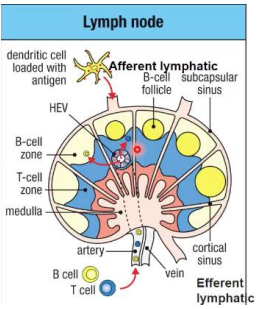 Lymph node
dendritic cell
loaded with
antigen
Afferent lymphatic
B-cell
follicle
subcapsular
sinus
HEV
B-cell
zone
T-cell
zone
medulla
artery
vein
cortical
sinus
B cell
T cell
Efferent
lymphatic